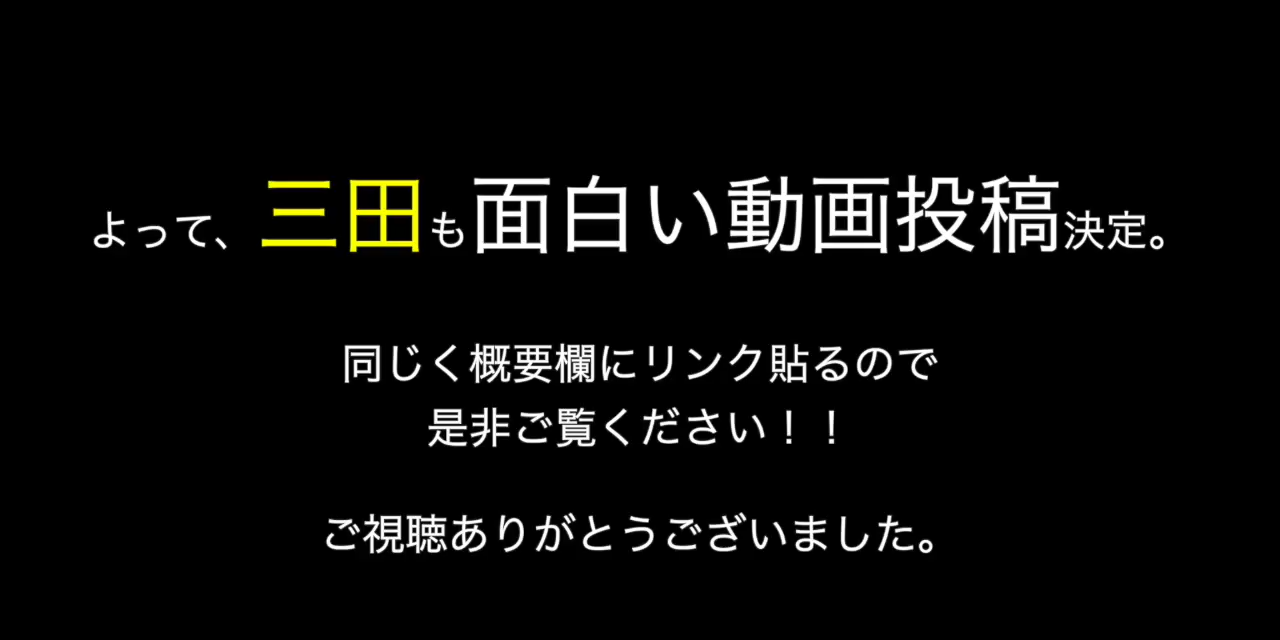 よって、三田も面白い動画投稿決定。
同じく概要欄にリンク貼るので
是非ご覧ください！！
ご視聴ありがとうございました。